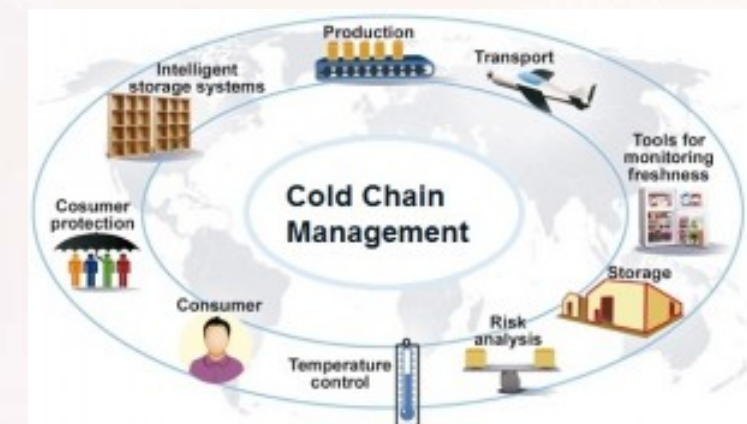 Production
Transport
Intelligent
storage systems
Tools for
monitoring
freshness
Cold Chain
Management
Cosumer
protection
Storage
Consumer
Risk
analysis
Temperature
control